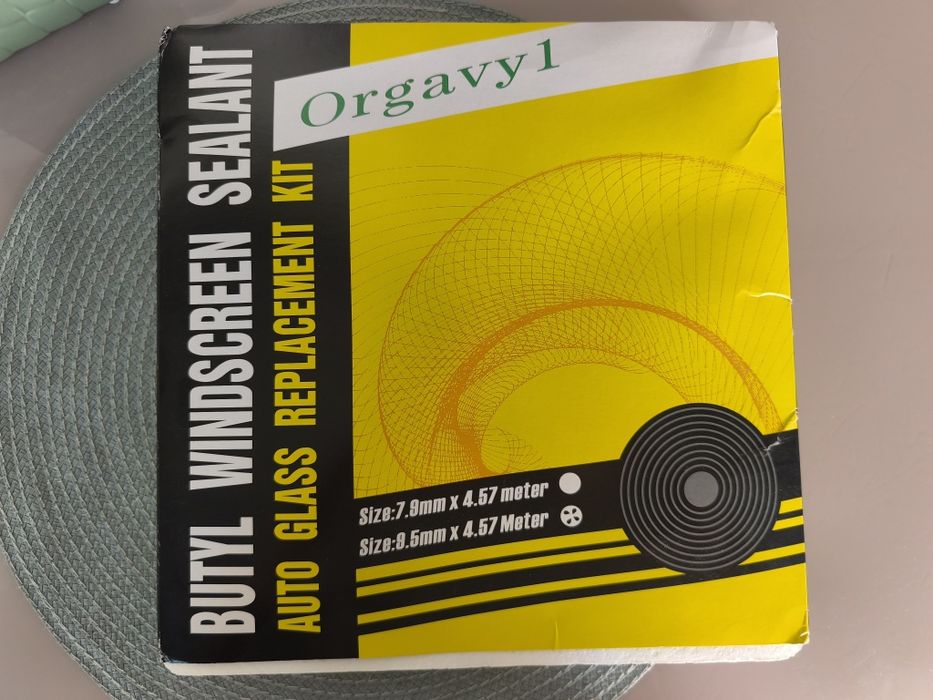 Orgavyl
BUTYL WINDSCREEN SEALANT
AUTO GLASS REPLACEMENT KIT
Size:7.9mm x 4.57 meter
Size:9.5mm x 4.57 Meter